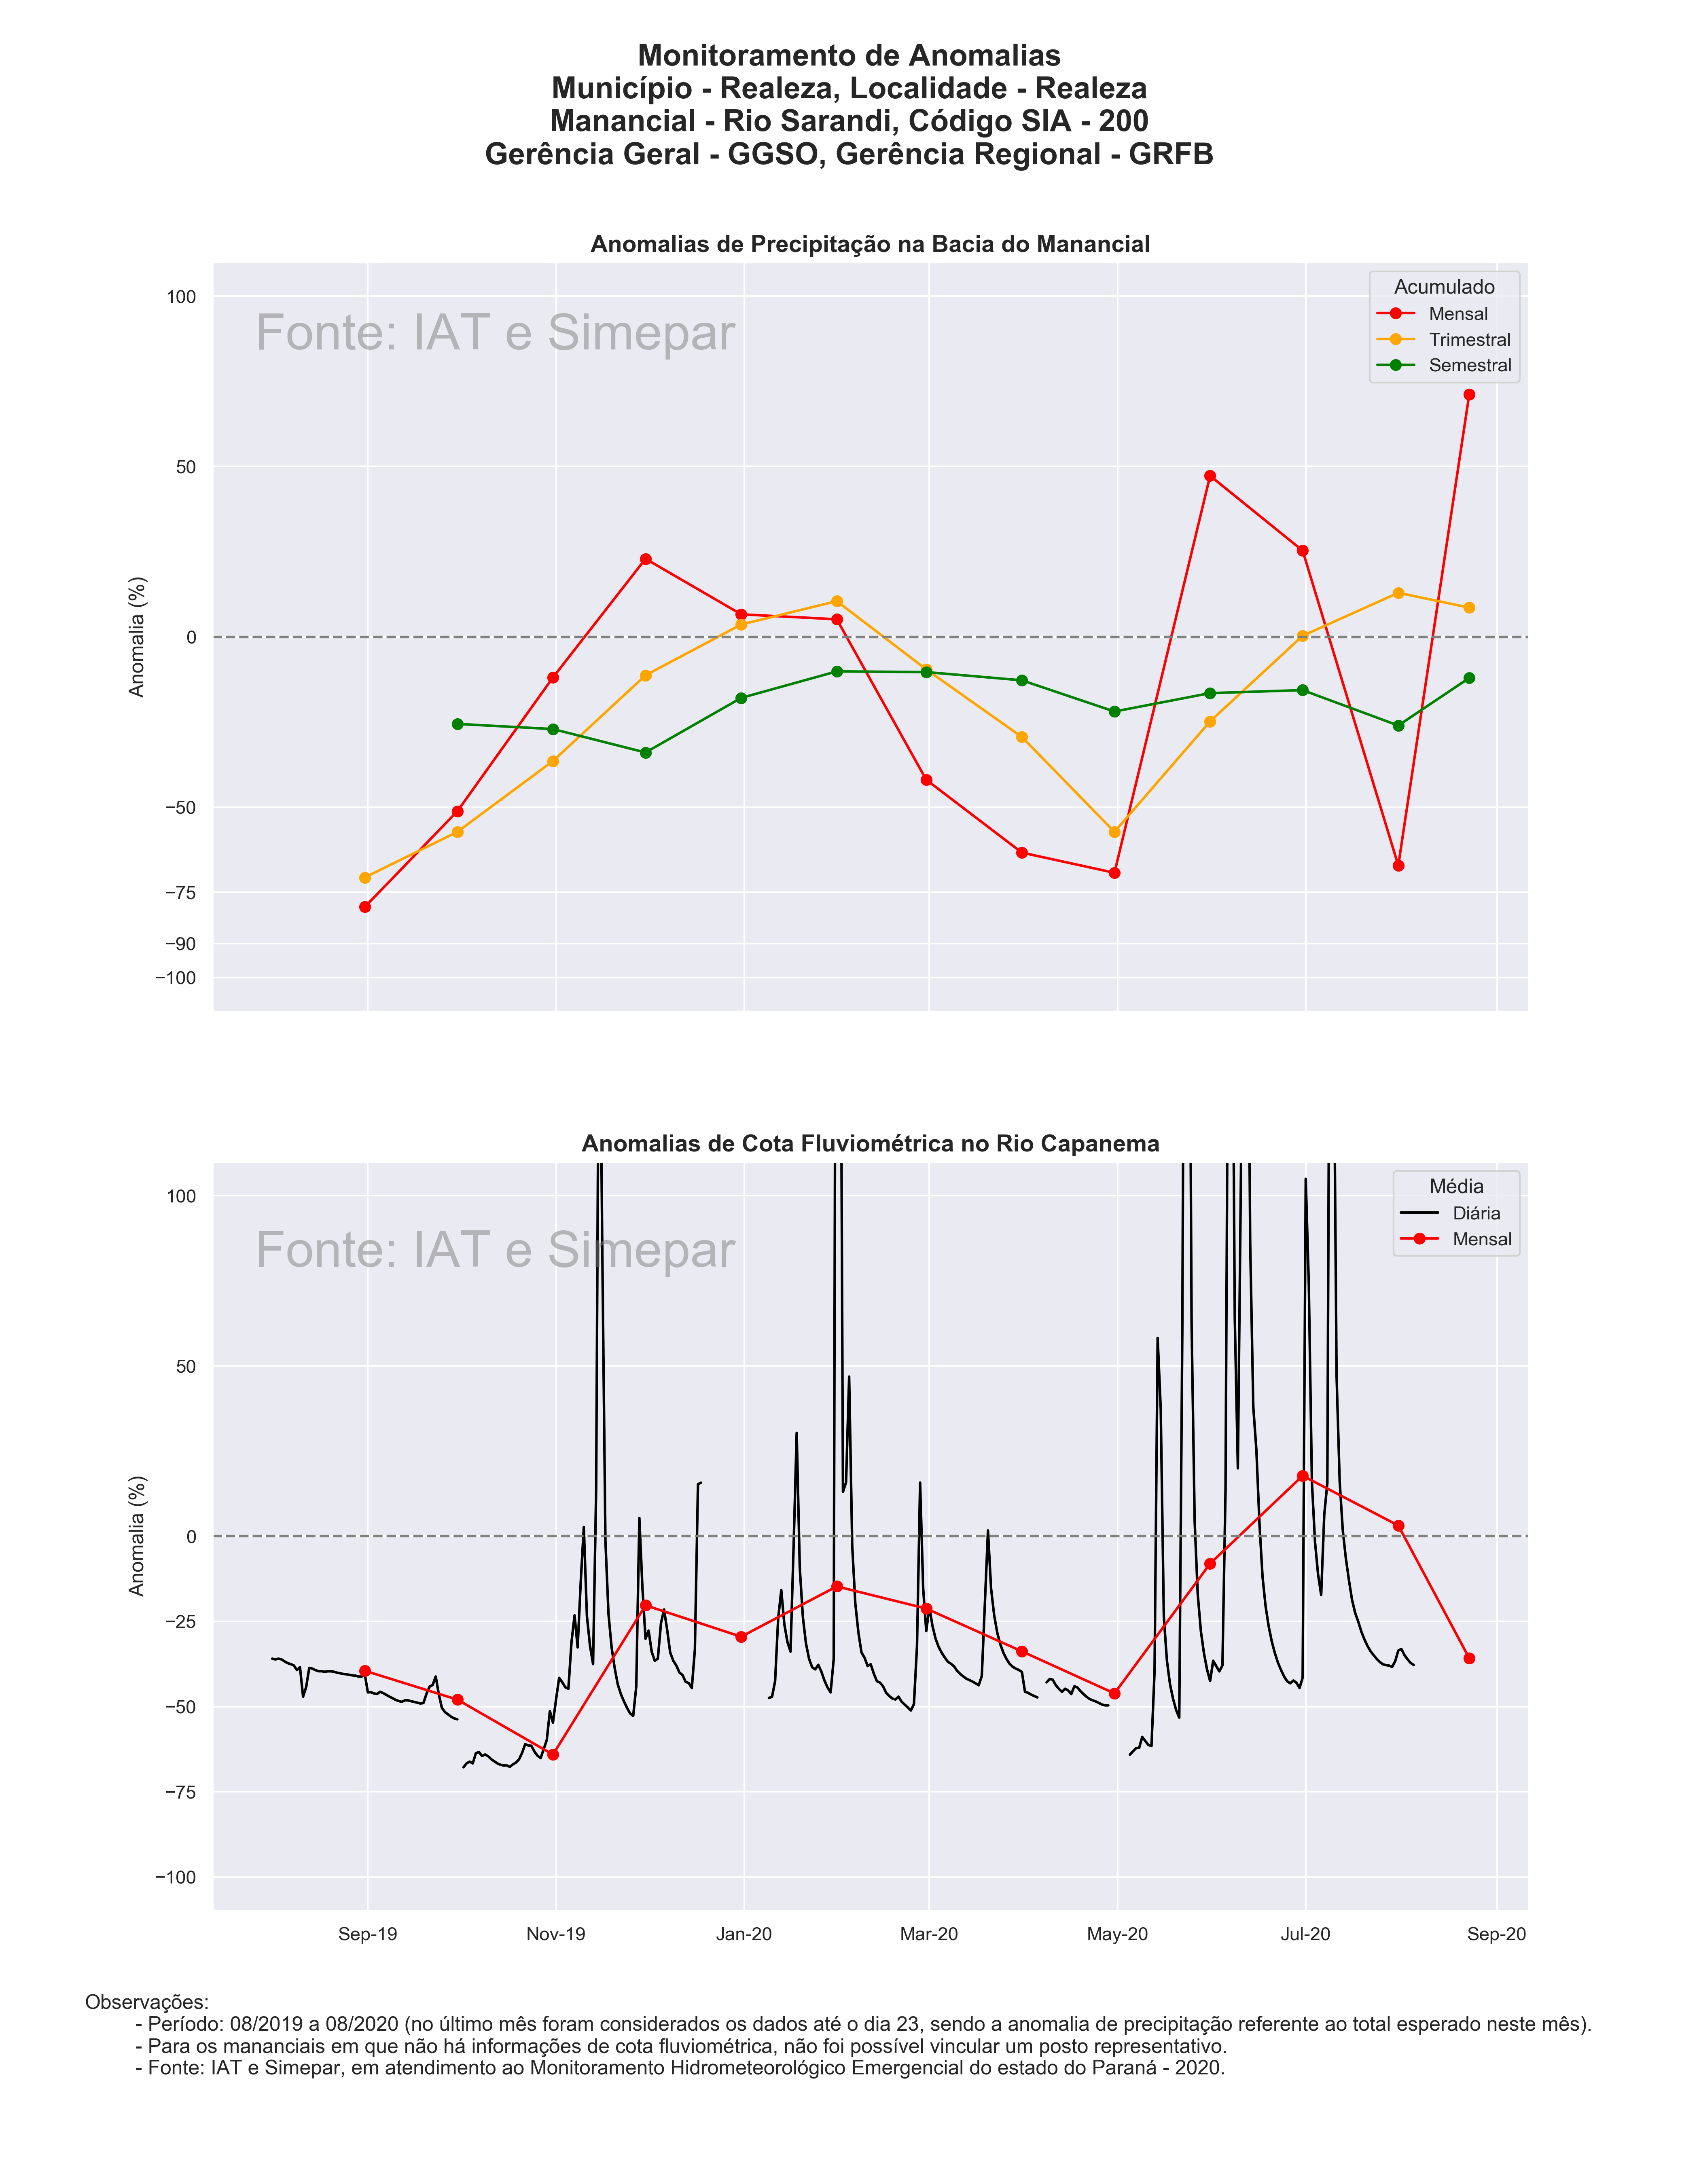 Monitoramento de Anomalias
Município - Realeza, Localidade - Realeza
Manancial - Rio Sarandi, Código SIA - 200
Gerência Geral - GGSO, Gerência Regional - GRFB
Anomalias de Precipitação na Bacia do Manancial
Fonte: IAT e Simepar
Acumulado
Mensal
Trimestral
Semestral
Anomalia (%)
100
50
0
−50
−75
−90
−100
Anomalias de Cota Fluviométrica no Rio Capanema
Fonte: IAT e Simepar
Média
Diária
Mensal
Anomalia (%)
100
50
0
−25
−50
−75
−100
Sep-19 Nov-19 Jan-20 Mar-20 May-20 Jul-20 Sep-20
Observações:
- Período: 08/2019 a 08/2020 (no último mês foram considerados os dados até o dia 23, sendo a anomalia de precipitação referente ao total esperado neste mês).
- Para os mananciais em que não há informações de cota fluviométrica, não foi possível vincular um posto representativo.
- Fonte: IAT e Simepar, em atendimento ao Monitoramento Hidrometeorológico Emergencial do estado do Paraná - 2020.